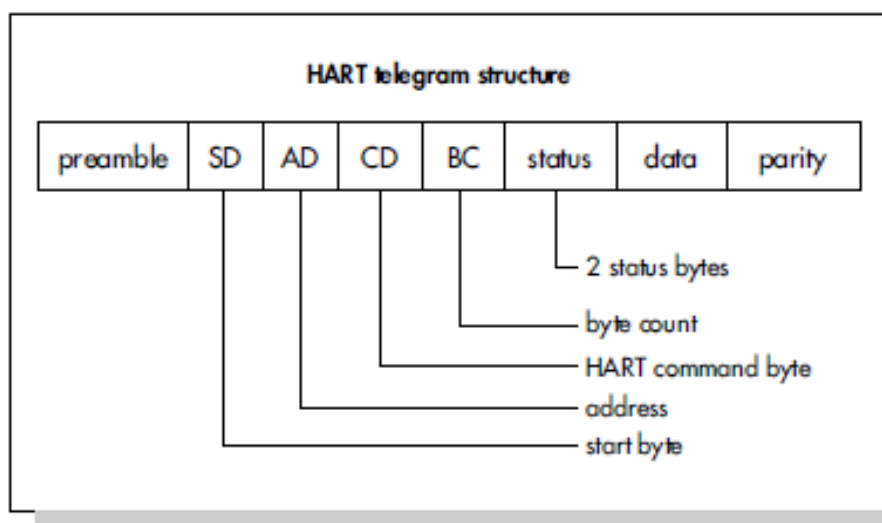 HART telegram structure
preamble SD AD CD BC status data parity
2 status bytes
byte count
HART command byte
address
start byte